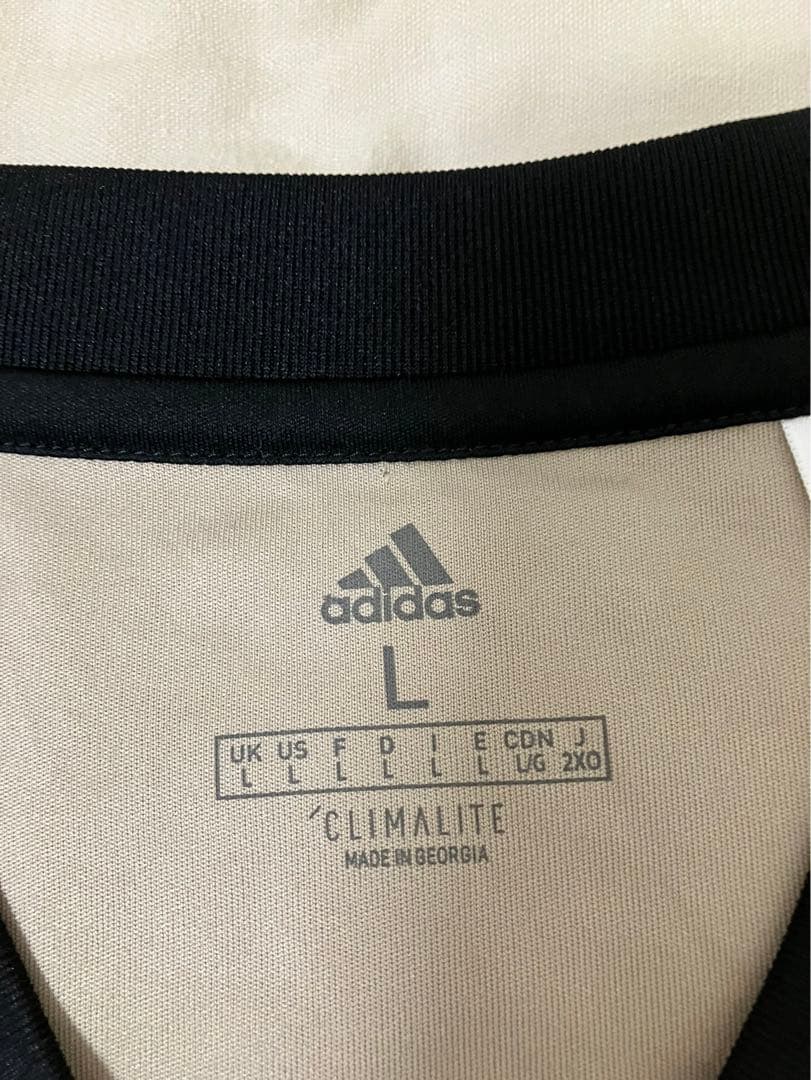 adidas
L
UK US F D I E CDN J
L L L L L L L/G 2XO
CLIMALITE
MADE IN GEORGIA